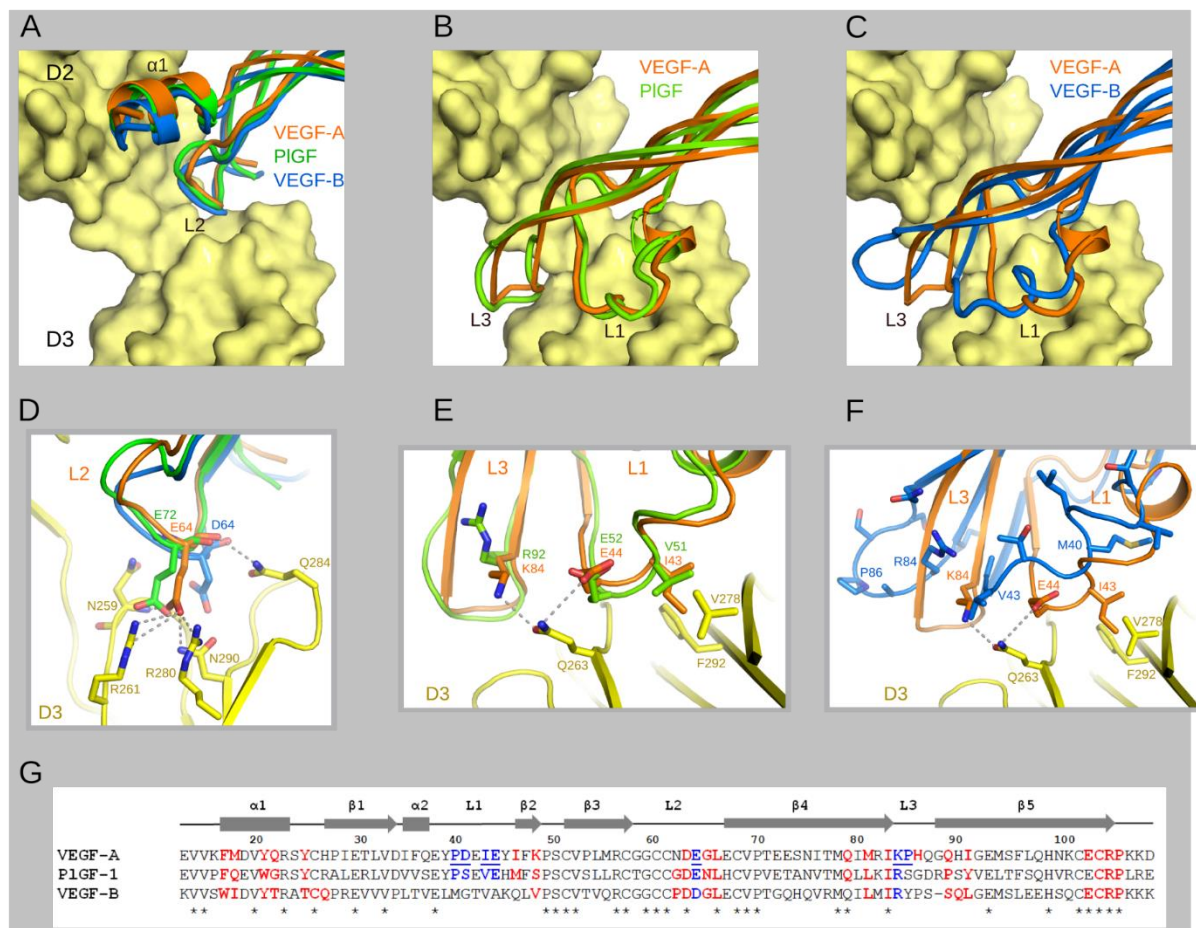 A
D2
α1
VEGF-A
PlGF
VEGF-B
L2
D3
B
VEGF-A
PlGF
L3
L1
C
VEGF-A
VEGF-B
L3
L1
D
L2
E72
E64
D64
Q284
N259
N290
R280
R261
D3
E
L3
L1
E52
R92
E44
V51
K84
I43
V278
Q263
F292
D3
F
L3
L1
M40
R84
P86
K84
E44
I43
V43
V278
Q263
F292
D3
G
α1 β1 α2 L1 β2 β3 L2 β4 L3 β5
20 30 40 50 60 70 80 90 100
VEGF-A EVVKFMDVYQRSYCHPIETLVDIFQEYPDEIEYIFKPSCVPLMRCGGCCNDEGLECVPTEESNITMQIMRIKPHQGQHIGEMSFLQHNKCECRPKKD
PlGF-1 EVVPFQEVWGRSYCRALERLVDVVSEYPSEVEHMFSPSCVSLLRCTGCCGDENLHCVPVETANVTMQLLKIRSGDRPSYVELTFSQHVRCECRPLRE
VEGF-B KVVSWIDVYTRATCQPREVVVPLTVELMGTVAKQLVPSCVTVQRCGGCCPDDGLECVPTGQHQVRMQILMIRYPS-SQLGEMSLEEHSQCECRPKKK
** * * * * * **** ** *** * *** ** * * * *****